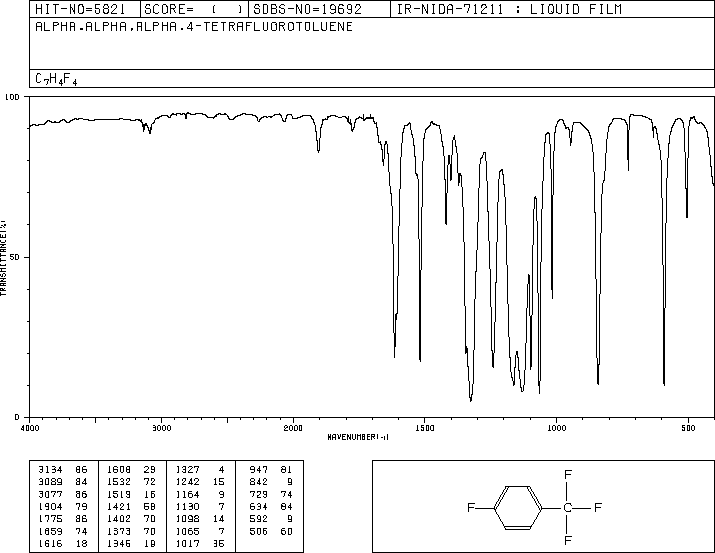 HIT-NO=5821 SCORE= ( ) SDBS-NO=19692 IR-NIDA-71211 : LIQUID FILM
ALPHA.ALPHA.ALPHA.4-TETRAFLUOROTOLUENE
C7H4F4
100
50
0
TRANSMITTANCE(%)
4000 3000 2000 1500 1000 500
WAVENUMBER(-1)
3134 86 1608 29 1327 4 947 81
3089 84 1532 72 1242 15 842 9
3077 86 1519 16 1164 9 729 74
1904 79 1421 58 1130 7 634 84
1775 86 1402 70 1098 14 592 9
1659 74 1373 70 1065 7 506 60
1616 18 1346 19 1017 36
F
F C F
F